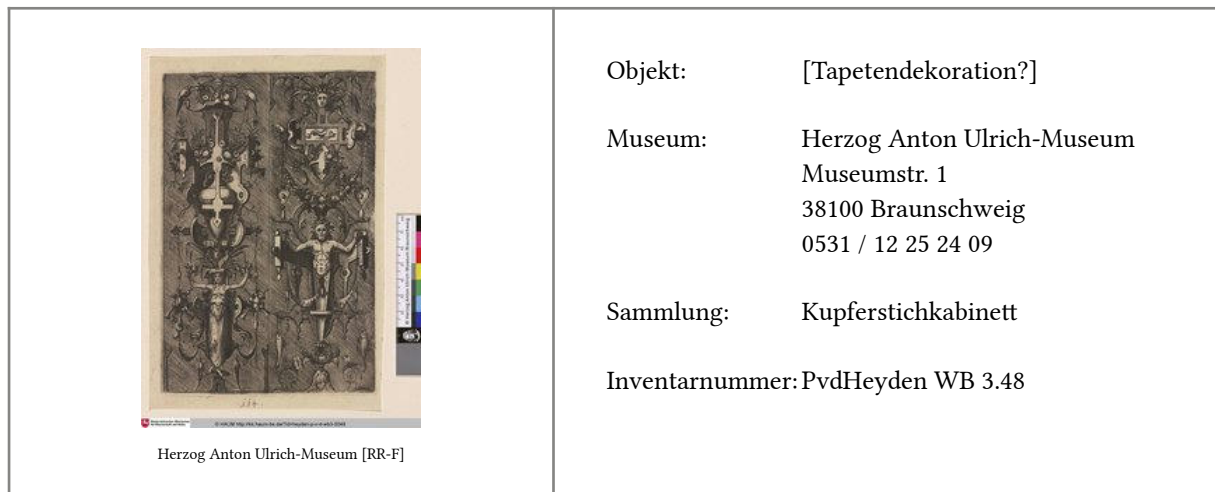 Herzog Anton Ulrich-Museum [RR-F]
Objekt: [Tapetendekoration?]
Museum: Herzog Anton Ulrich-Museum
Museumstr. 1
38100 Braunschweig
0531 / 12 25 24 09
Sammlung: Kupferstichkabinett
Inventarnummer: PvdHeyden WB 3.48